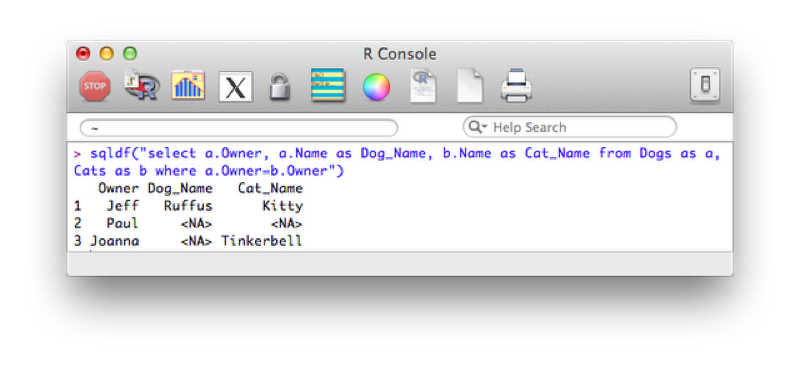 R Console
STOP
R
X
R
~
Help Search
> sqldf("select a.Owner, a.Name as Dog_Name, b.Name as Cat_Name from Dogs as a,
Cats as b where a.Owner=b.Owner")
Owner Dog_Name Cat_Name
1 Jeff Ruffus Kitty
2 Paul <NA> <NA>
3 Joanna <NA> Tinkerbell